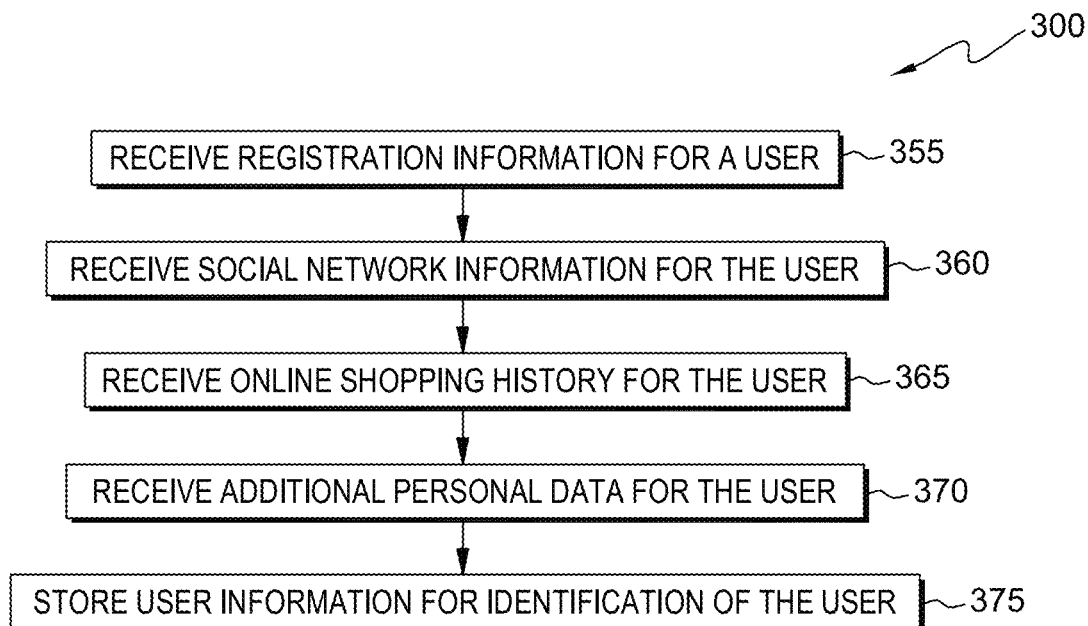 300
RECEIVE REGISTRATION INFORMATION FOR A USER 355
RECEIVE SOCIAL NETWORK INFORMATION FOR THE USER 360
RECEIVE ONLINE SHOPPING HISTORY FOR THE USER 365
RECEIVE ADDITIONAL PERSONAL DATA FOR THE USER 370
STORE USER INFORMATION FOR IDENTIFICATION OF THE USER 375